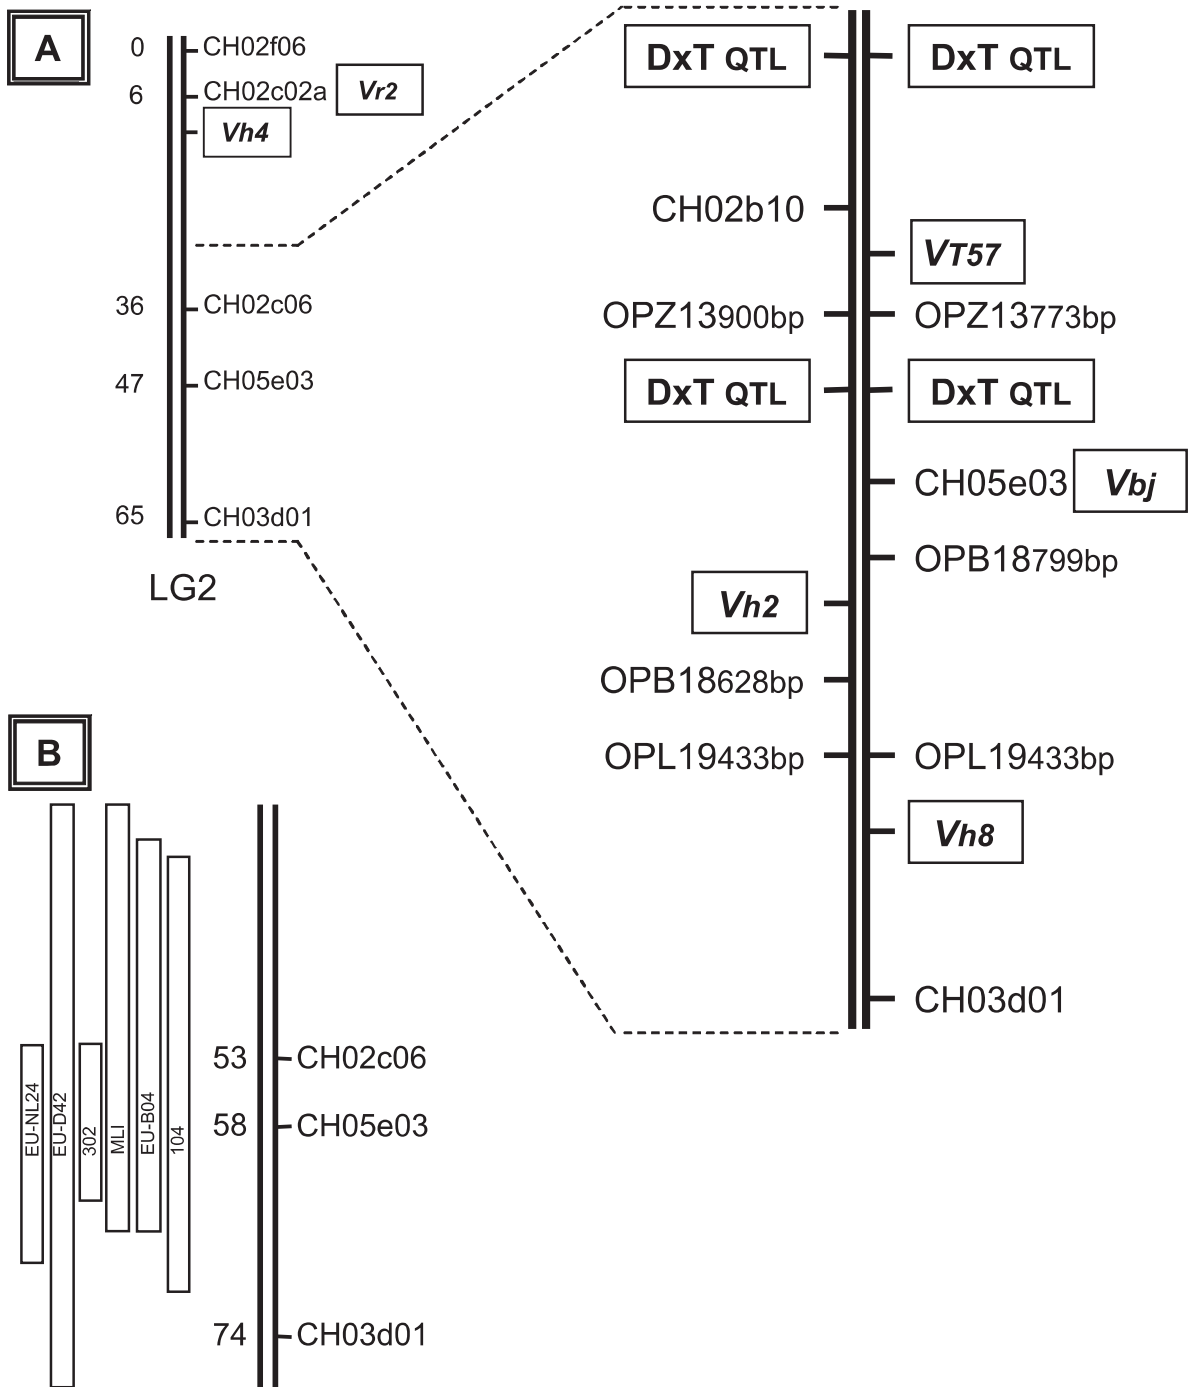 A
0 CH02f06
6 CH02c02a Vr2
Vh4
36 CH02c06
47 CH05e03
65 CH03d01
LG2
DxT QTL DxT QTL
CH02b10
VT57
OPZ13900bp OPZ13773bp
DxT QTL DxT QTL
CH05e03 Vbj
OPB18799bp
Vh2
OPB18628bp
OPL19433bp OPL19433bp
Vh8
CH03d01
B
EU-NL24
EU-D42
302
MLI
EU-B04
104
53 CH02c06
58 CH05e03
74 CH03d01